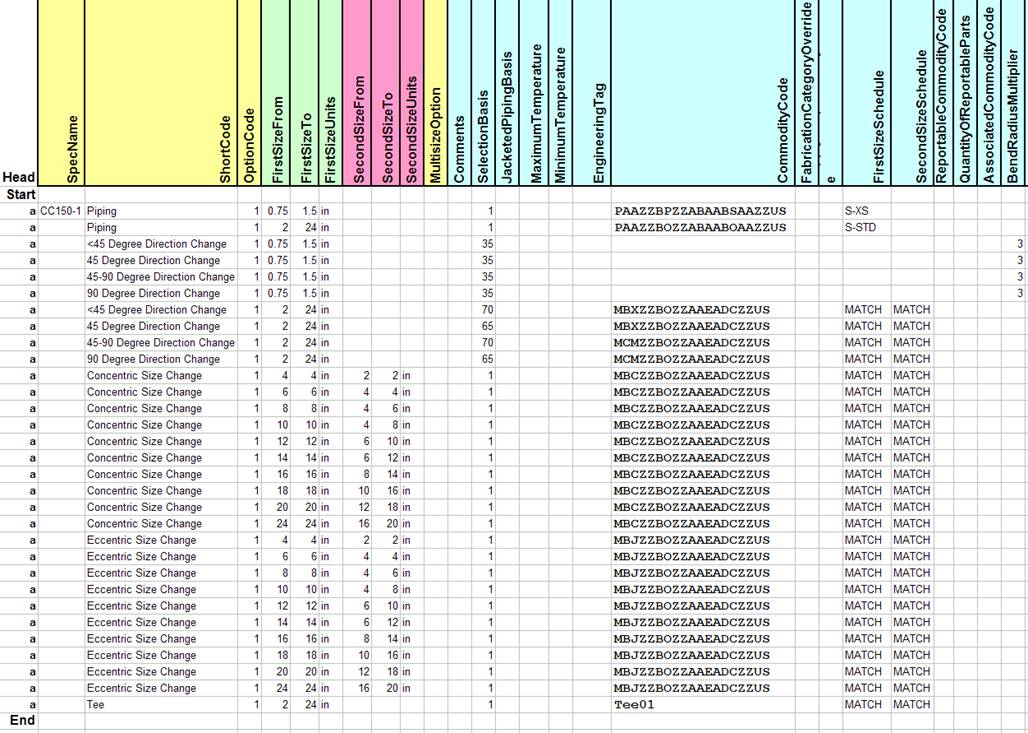 Head SpecName ShortCode OptionCode FirstSizeFrom FirstSizeTo FirstSizeUnits SecondSizeFrom SecondSizeTo SecondSizeUnits MultisizeOption Comments SelectionBasis JacketedPipingBasis MaximumTemperature MinimumTemperature EngineeringTag CommodityCode FabricationCategoryOverride e FirstSizeSchedule SecondSizeSchedule ReportableCommodityCode QuantityOfReportableParts AssociatedCommodityCode BendRadiusMultiplier
Start
a CC150-1 Piping 1 0.75 1.5 in 1 PAAZZBPZZABAABSAAZZUS S-XS
a Piping 1 2 24 in 1 PAAZZBOZZABAABOAAZZUS S-STD
a <45 Degree Direction Change 1 0.75 1.5 in 35 3
a 45 Degree Direction Change 1 0.75 1.5 in 35 3
a 45-90 Degree Direction Change 1 0.75 1.5 in 35 3
a 90 Degree Direction Change 1 0.75 1.5 in 35 3
a <45 Degree Direction Change 1 2 24 in 70 MBXZZBOZZAAEADCZZUS MATCH MATCH
a 45 Degree Direction Change 1 2 24 in 65 MBXZZBOZZAAEADCZZUS MATCH MATCH
a 45-90 Degree Direction Change 1 2 24 in 70 MCMZZBOZZAAEADCZZUS MATCH MATCH
a 90 Degree Direction Change 1 2 24 in 65 MCMZZBOZZAAEADCZZUS MATCH MATCH
a Concentric Size Change 1 4 4 in 2 2 in 1 MBCZZBOZZAAEADCZZUS MATCH MATCH
a Concentric Size Change 1 6 6 in 4 4 in 1 MBCZZBOZZAAEADCZZUS MATCH MATCH
a Concentric Size Change 1 8 8 in 4 6 in 1 MBCZZBOZZAAEADCZZUS MATCH MATCH
a Concentric Size Change 1 10 10 in 4 8 in 1 MBCZZBOZZAAEADCZZUS MATCH MATCH
a Concentric Size Change 1 12 12 in 6 10 in 1 MBCZZBOZZAAEADCZZUS MATCH MATCH
a Concentric Size Change 1 14 14 in 6 12 in 1 MBCZZBOZZAAEADCZZUS MATCH MATCH
a Concentric Size Change 1 16 16 in 8 14 in 1 MBCZZBOZZAAEADCZZUS MATCH MATCH
a Concentric Size Change 1 18 18 in 10 16 in 1 MBCZZBOZZAAEADCZZUS MATCH MATCH
a Concentric Size Change 1 20 20 in 12 18 in 1 MBCZZBOZZAAEADCZZUS MATCH MATCH
a Concentric Size Change 1 24 24 in 16 20 in 1 MBCZZBOZZAAEADCZZUS MATCH MATCH
a Eccentric Size Change 1 4 4 in 2 2 in 1 MBJZZBOZZAAEADCZZUS MATCH MATCH
a Eccentric Size Change 1 6 6 in 4 4 in 1 MBJZZBOZZAAEADCZZUS MATCH MATCH
a Eccentric Size Change 1 8 8 in 4 6 in 1 MBJZZBOZZAAEADCZZUS MATCH MATCH
a Eccentric Size Change 1 10 10 in 4 8 in 1 MBJZZBOZZAAEADCZZUS MATCH MATCH
a Eccentric Size Change 1 12 12 in 6 10 in 1 MBJZZBOZZAAEADCZZUS MATCH MATCH
a Eccentric Size Change 1 14 14 in 6 12 in 1 MBJZZBOZZAAEADCZZUS MATCH MATCH
a Eccentric Size Change 1 16 16 in 8 14 in 1 MBJZZBOZZAAEADCZZUS MATCH MATCH
a Eccentric Size Change 1 18 18 in 10 16 in 1 MBJZZBOZZAAEADCZZUS MATCH MATCH
a Eccentric Size Change 1 20 20 in 12 18 in 1 MBJZZBOZZAAEADCZZUS MATCH MATCH
a Eccentric Size Change 1 24 24 in 16 20 in 1 MBJZZBOZZAAEADCZZUS MATCH MATCH
a Tee 1 2 24 in 1 Tee01 MATCH MATCH
End